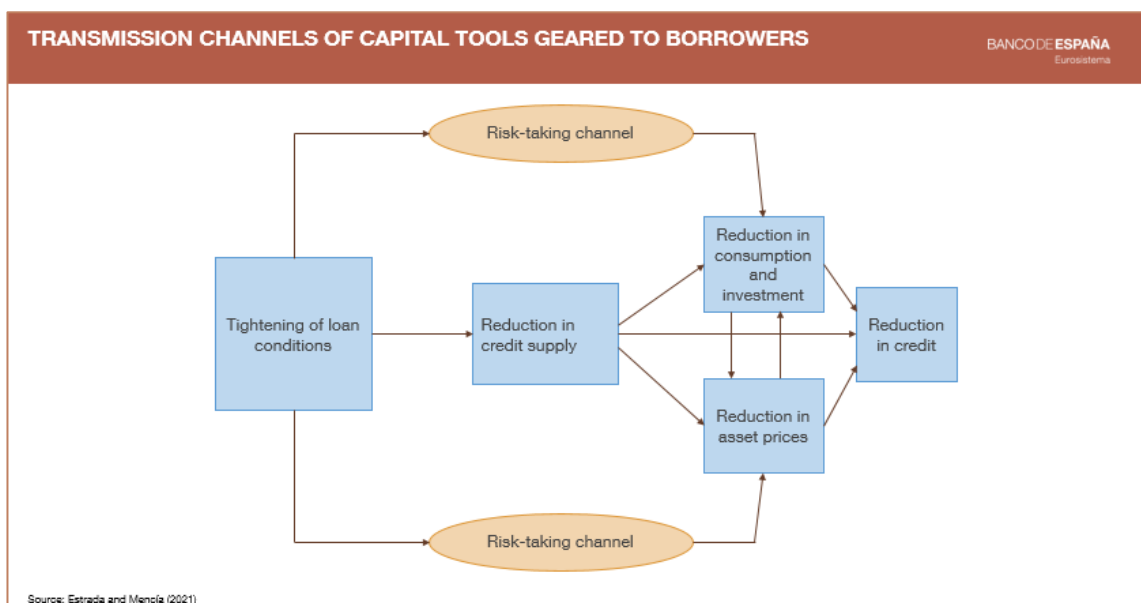 TRANSMISSION CHANNELS OF CAPITAL TOOLS GEARED TO BORROWERS
BANCO DE ESPAÑA
Eurosistema
Risk-taking channel
Reduction in
consumption
and
investment
Tightening of loan
conditions
Reduction in
credit supply
Reduction
in credit
Reduction in
asset prices
Risk-taking channel
Source: Estrada and Mencía (2021)